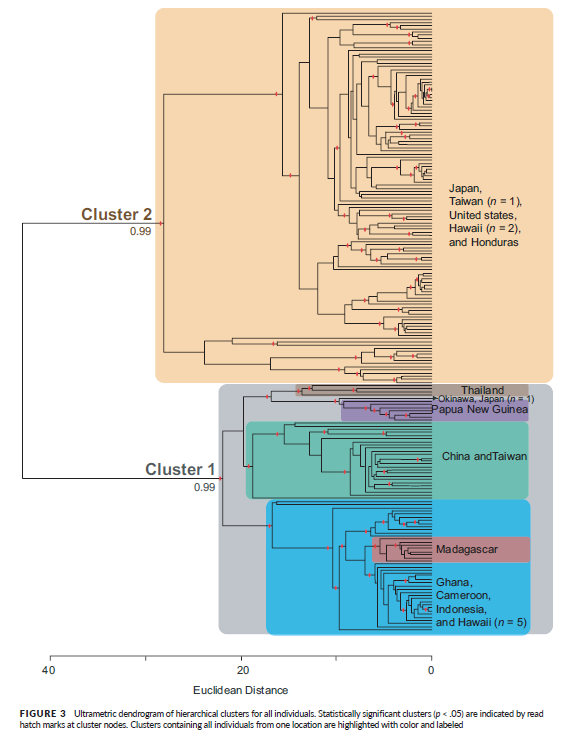 Japan,
Taiwan (n = 1),
United states,
Hawaii (n = 2),
and Honduras
Cluster 2
0.99
Thailand
Okinawa, Japan (n = 1)
Papua New Guinea
China andTaiwan
Cluster 1
0.99
Madagascar
Ghana,
Cameroon,
Indonesia,
and Hawaii (n = 5)
40 20 0
Euclidean Distance
FIGURE 3 Ultrametric dendrogram of hierarchical clusters for all individuals. Statistically significant clusters (p < .05) are indicated by read
hatch marks at cluster nodes. Clusters containing all individuals from one location are highlighted with color and labeled